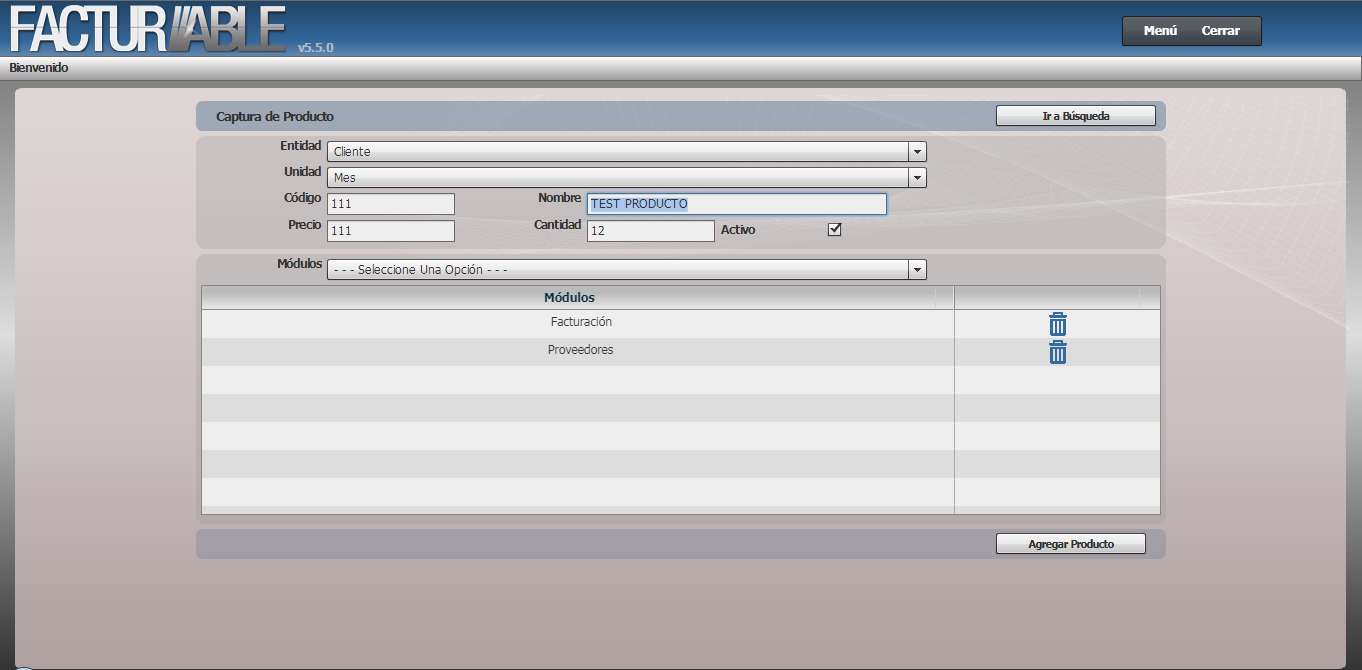 FACTURABLE v5.5.0
Menú Cerrar
Bienvenido
Captura de Producto Ir a Búsqueda
Entidad Cliente
Unidad Mes
Código 111 Nombre TEST PRODUCTO
Precio 111 Cantidad 12 Activo
Módulos - - - Seleccione Una Opción - - -
Módulos
Facturación
Proveedores
Agregar Producto